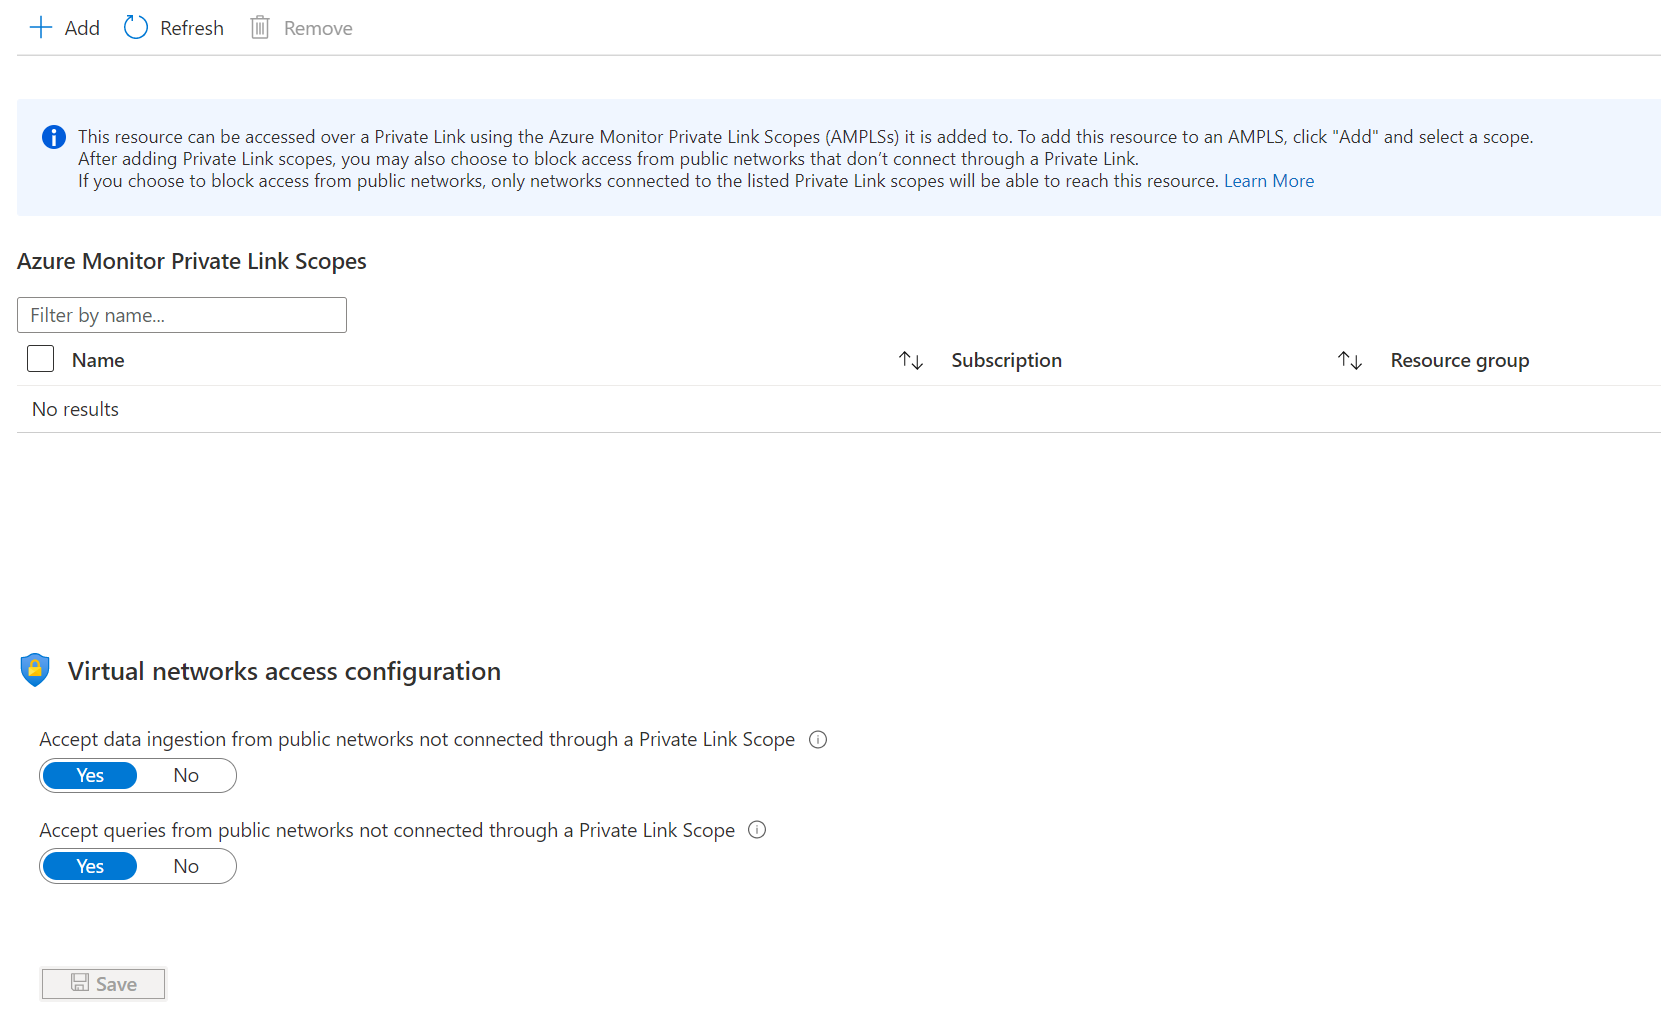 Add Refresh Remove
This resource can be accessed over a Private Link using the Azure Monitor Private Link Scopes (AMPLSs) it is added to. To add this resource to an AMPLS, click "Add" and select a scope.
After adding Private Link scopes, you may also choose to block access from public networks that don’t connect through a Private Link.
If you choose to block access from public networks, only networks connected to the listed Private Link scopes will be able to reach this resource. Learn More
Azure Monitor Private Link Scopes
Filter by name...
Name Subscription Resource group
No results
Virtual networks access configuration
Accept data ingestion from public networks not connected through a Private Link Scope
Yes No
Accept queries from public networks not connected through a Private Link Scope
Yes No
Save